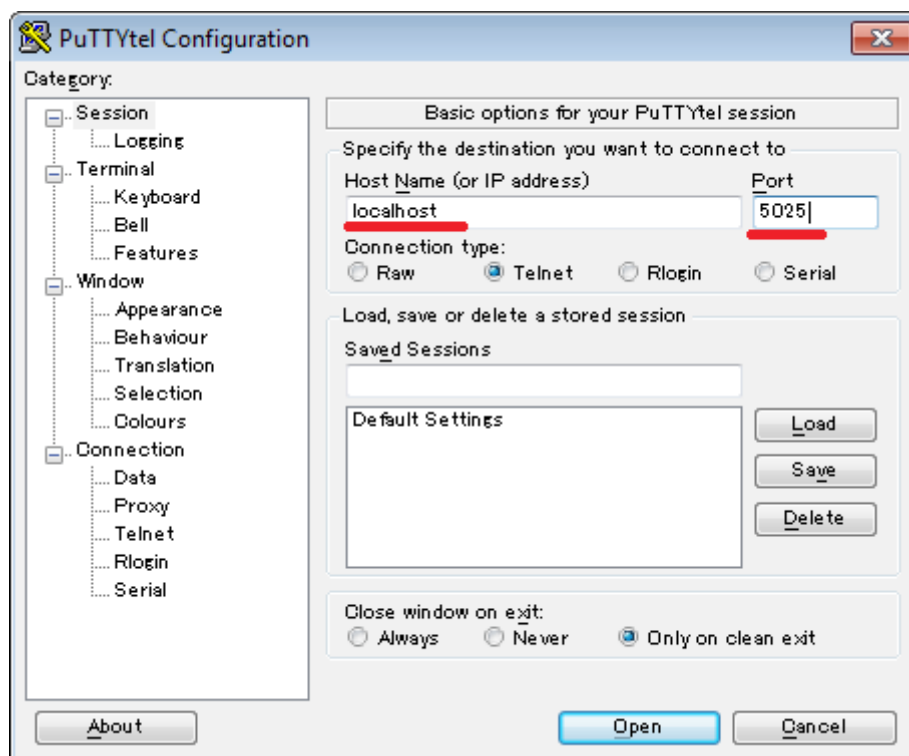 PuTTYtel Configuration
Category:
Session
Logging
Terminal
Keyboard
Bell
Features
Window
Appearance
Behaviour
Translation
Selection
Colours
Connection
Data
Proxy
Telnet
Rlogin
Serial
Basic options for your PuTTYtel session
Specify the destination you want to connect to
Host Name (or IP address) Port
localhost 5025
Connection type:
Raw Telnet Rlogin Serial
Load, save or delete a stored session
Saved Sessions
Default Settings
Load
Save
Delete
Close window on exit:
Always Never Only on clean exit
About Open Cancel